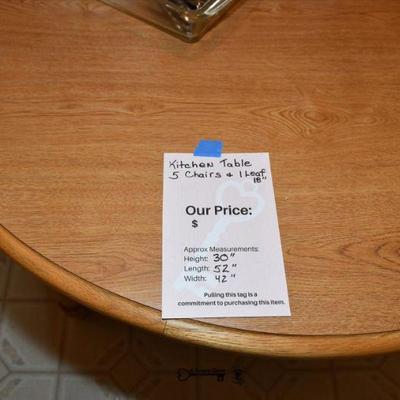 Kitchen Table
5 Chairs & 1 Leaf
18"
Our Price:
$
Approx Measurements:
Height: 30"
Length: 52"
Width: 42"
Pulling this tag is a
commitment to purchasing this item.